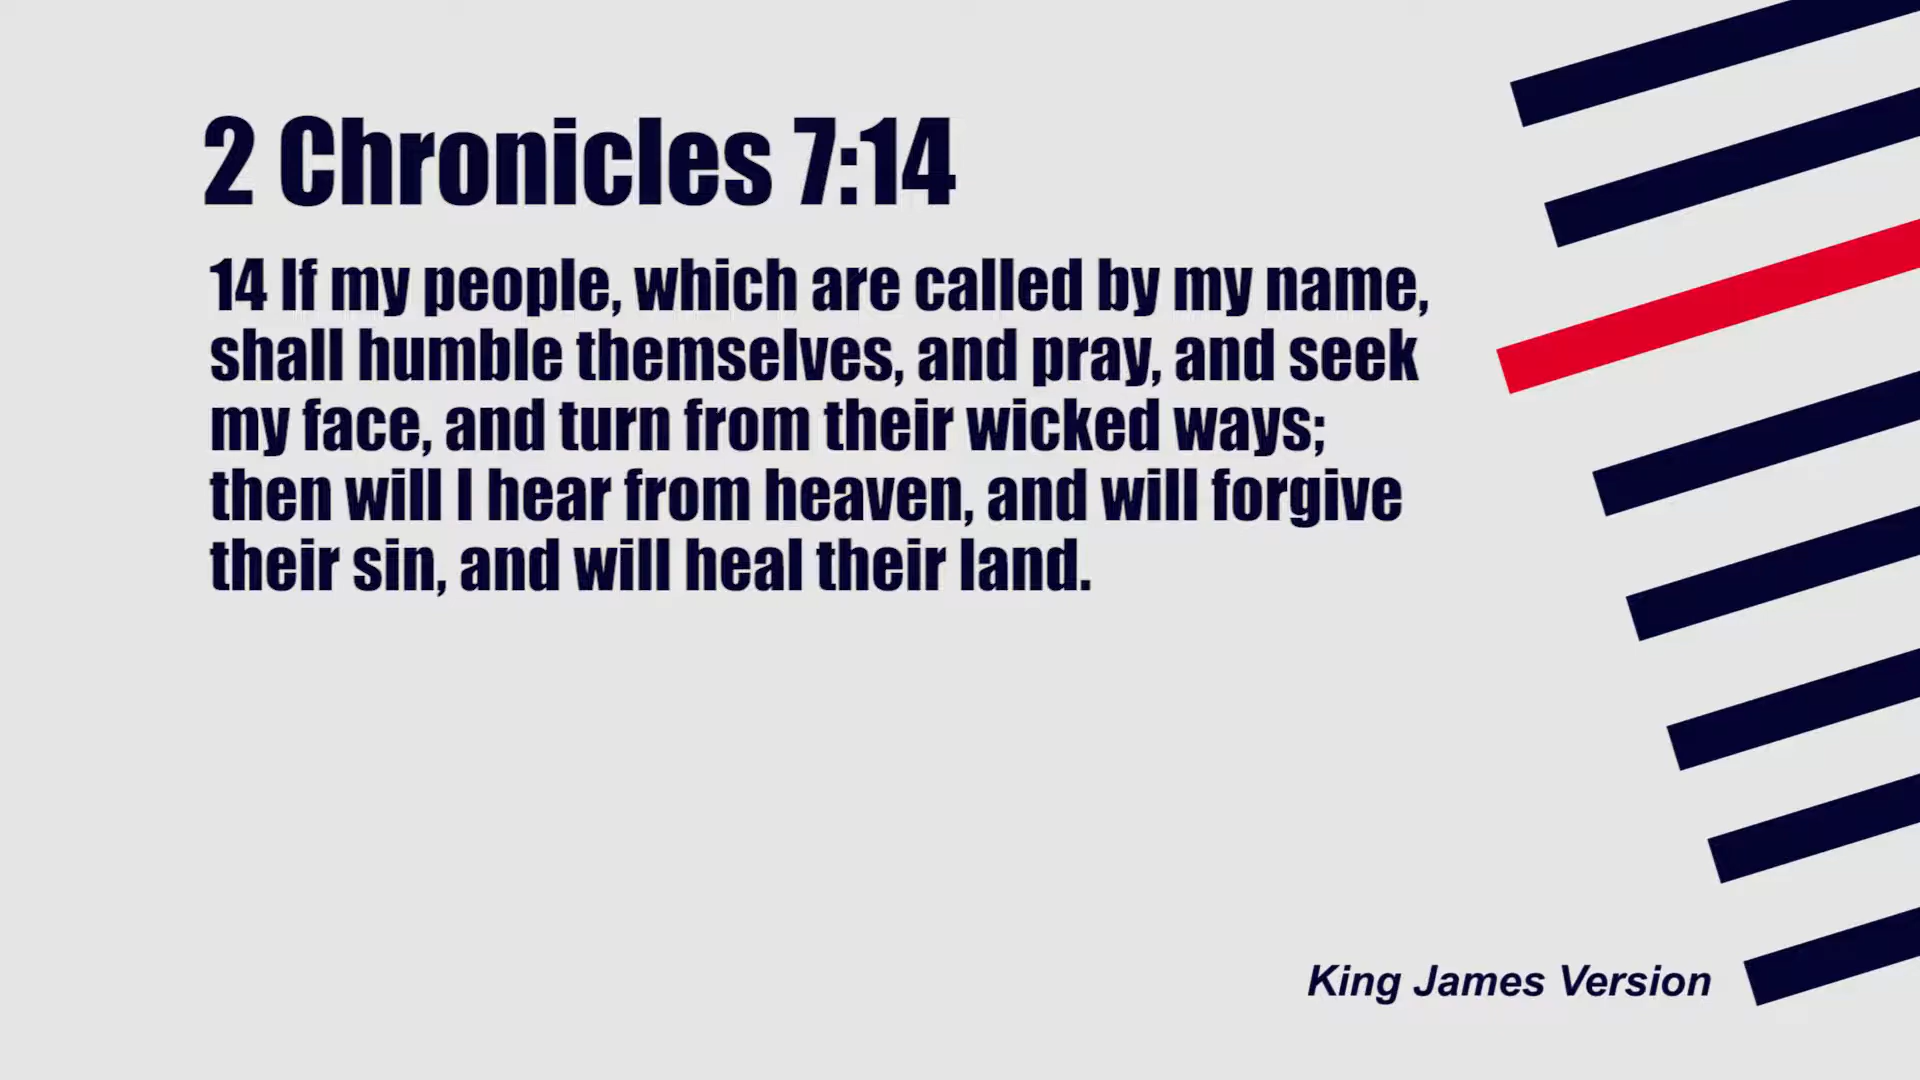 2 Chronicles 7:14
14 If my people, which are called by my name,
shall humble themselves, and pray, and seek
my face, and turn from their wicked ways;
then will I hear from heaven, and will forgive
their sin, and will heal their land.
King James Version